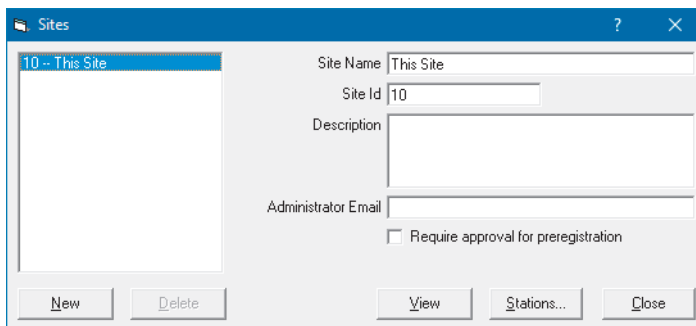 Sites ?
10 -- This Site
Site Name This Site
Site Id 10
Description
Administrator Email
Require approval for preregistration
New Delete View Stations... Close